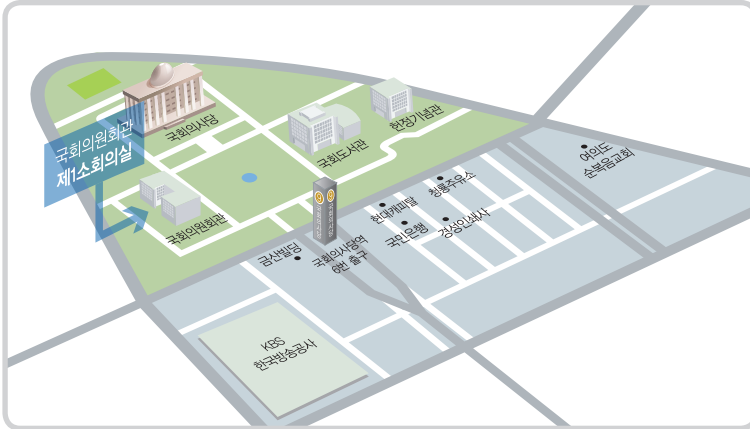 국회의사당
국회의원회관
제1소회의실
국회도서관
헌정기념관
국회의원회관
여의도
순복음교회
청룡주유소
현대캐피탈
경성인쇄사
국민은행
금산빌딩
국회의사당역
6번 출구
KBS
한국방송공사